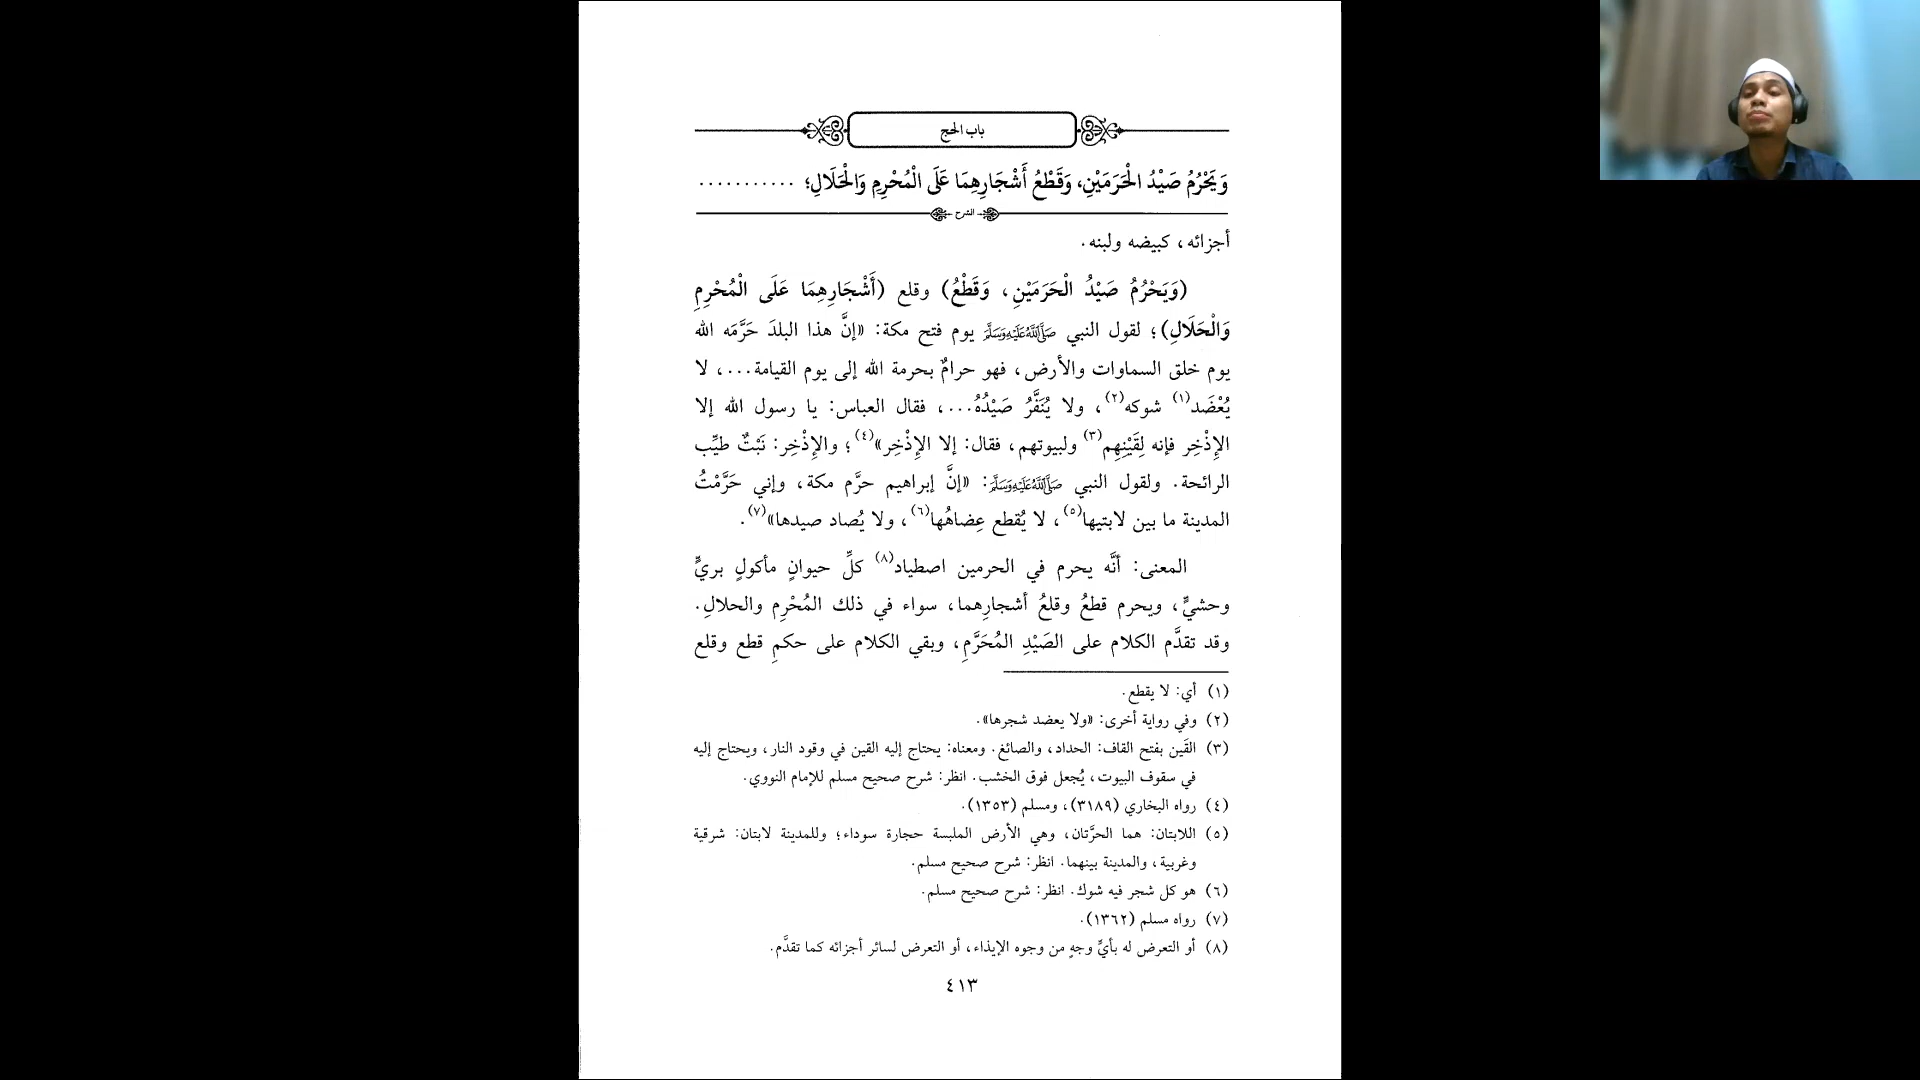 باب الحج
وَيَحْرُمُ صَيْدُ الْحَرَمَيْنِ، وَقَطْعُ أَشْجَارِهِمَا عَلَى الْمُحْرِمِ وَالْحَلَالِ؛ ...........
الشرح
أجزائه، كبيضه ولبنه.
(وَيَحْرُمُ صَيْدُ الْحَرَمَيْنِ، وَقَطْعُ) وقلع (أَشْجَارِهِمَا عَلَى الْمُحْرِمِ
وَالْحَلَالِ)؛ لقول النبي ﷺ يوم فتح مكة: «إنَّ هذا البلدَ حَرَّمَه الله
يوم خلق السماوات والأرض، فهو حرامٌ بحرمة الله إلى يوم القيامة...، لا
يُعْضَد(١) شوكه(٢)، ولا يُنَفَّرُ صَيْدُهُ...، فقال العباس: يا رسول الله إلا
الإِذْخِر فإنه لِقَيْنِهِم(٣) ولبيوتهم، فقال: إلا الإِذْخِر»(٤)؛ والإِذْخِر: نَبْتٌ طيِّب
الرائحة. ولقول النبي ﷺ: «إنَّ إبراهيم حرَّم مكة، وإني حَرَّمْتُ
المدينة ما بين لابتيها(٥)، لا يُقطع عِضاهُها(٦)، ولا يُصاد صيدها»(٧).
المعنى: أنَّه يحرم في الحرمين اصطياد(٨) كلِّ حيوانٍ مأكولٍ بريٍّ
وحشيٍّ، ويحرم قطعُ وقلعُ أشجارِهما، سواء في ذلك المُحْرِم والحلالِ.
وقد تقدَّم الكلام على الصَيْدِ المُحَرَّمِ، وبقي الكلام على حكمِ قطع وقلع
(١) أي: لا يقطع.
(٢) وفي رواية أخرى: «ولا يعضد شجرها».
(٣) القَين بفتح القاف: الحداد، والصائغ. ومعناه: يحتاج إليه القين في وقود النار، ويحتاج إليه
في سقوف البيوت، يُجعل فوق الخشب. انظر: شرح صحيح مسلم للإمام النووي.
(٤) رواه البخاري (٣١٨٩)، ومسلم (١٣٥٣).
(٥) اللابتان: هما الحرَّتان، وهي الأرض الملبسة حجارة سوداء؛ وللمدينة لابتان: شرقية
وغربية، والمدينة بينهما. انظر: شرح صحيح مسلم.
(٦) هو كل شجر فيه شوك. انظر: شرح صحيح مسلم.
(٧) رواه مسلم (١٣٦٢).
(٨) أو التعرض له بأيِّ وجهٍ من وجوه الإيذاء، أو التعرض لسائر أجزائه كما تقدَّم.
٤١٣